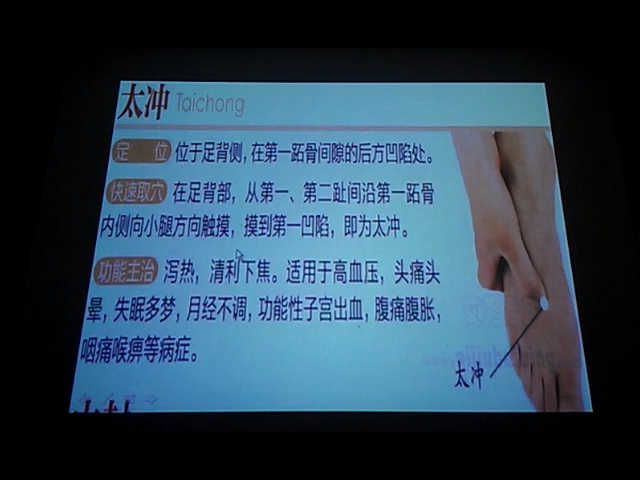 太冲 Taichong
定 位 位于足背侧，在第一跖骨间隙的后方凹陷处。
快速取穴 在足背部，从第一、第二趾间沿第一跖骨
内侧向小腿方向触摸，摸到第一凹陷，即为太冲。
功能主治 泻热，清利下焦。适用于高血压，头痛头
晕，失眠多梦，月经不调，功能性子宫出血，腹痛腹胀，
咽痛喉痹等病症。
太冲